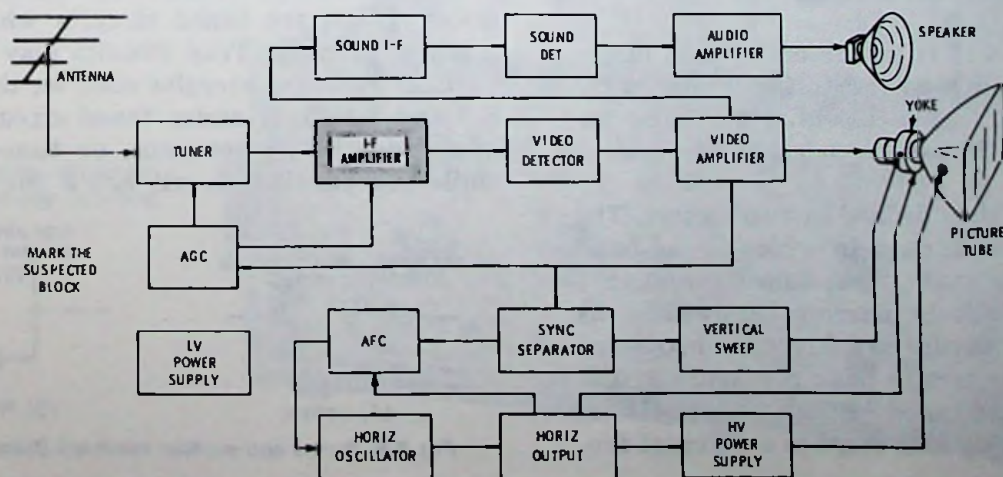 SOUND I-F
SOUND
DET
AUDIO
AMPLIFIER
SPEAKER
ANTENNA
TUNER
I-F
AMPLIFIER
VIDEO
DETECTOR
VIDEO
AMPLIFIER
YOKE
PICTURE
TUBE
MARK THE
SUSPECTED
BLOCK
AGC
LV
POWER
SUPPLY
AFC
SYNC
SEPARATOR
VERTICAL
SWEEP
HORIZ
OSCILLATOR
HORIZ
OUTPUT
HV
POWER
SUPPLY